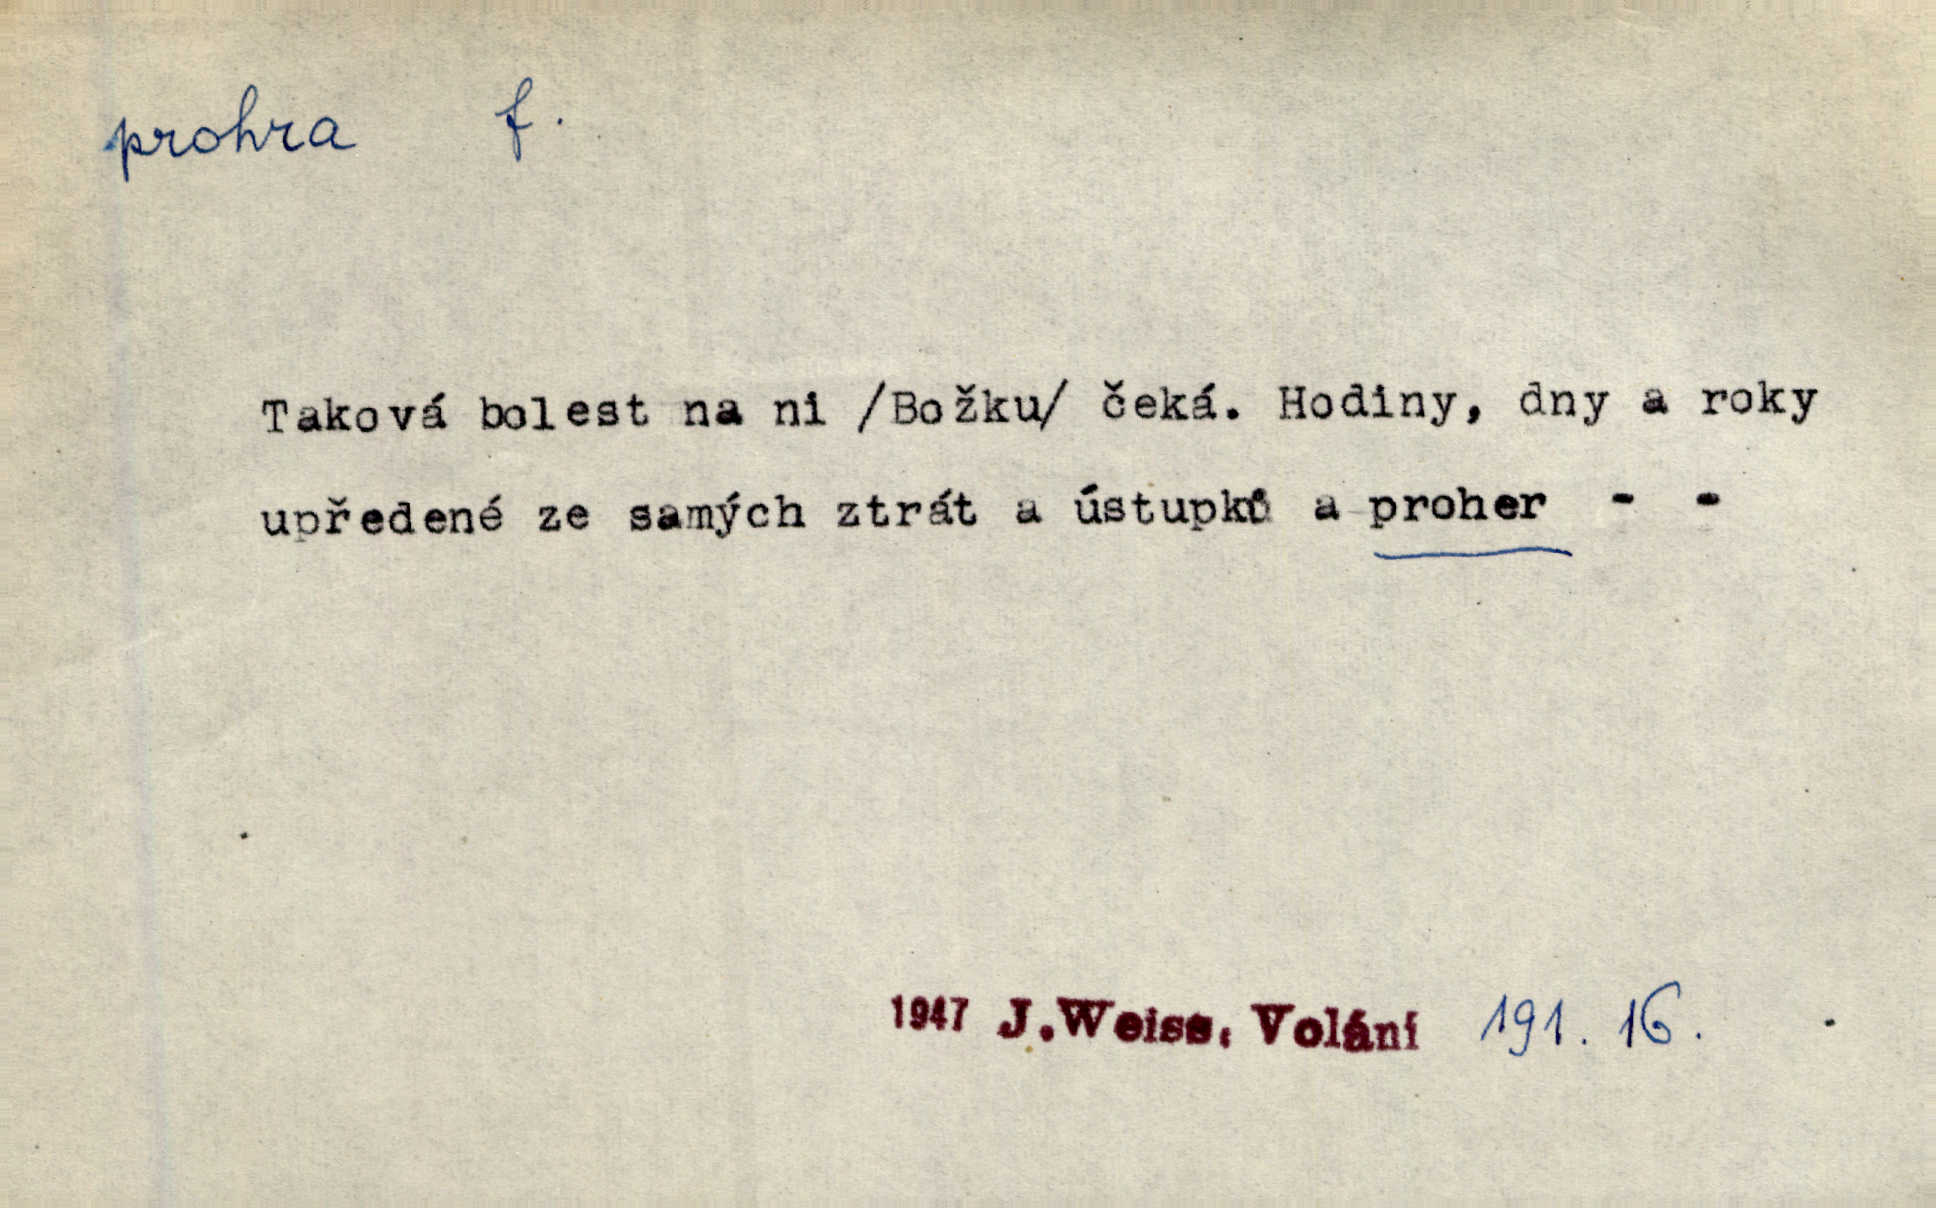 prohra f.
Taková bolest na ni /Božku/ čeká. Hodiny, dny a roky
upředené ze samých ztrát a ústupků a proher - -
1947 J.Weiss, Volání 191. 16.